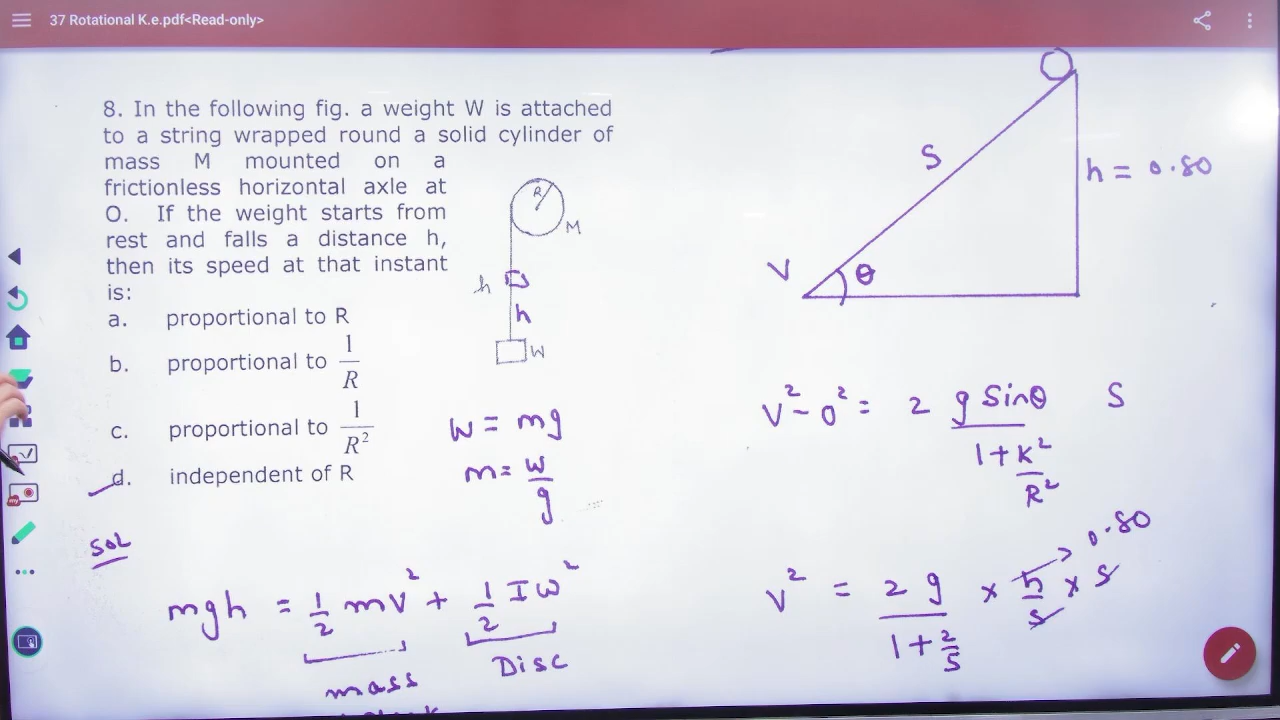 37 Rotational K.e.pdf<Read-only>
8. In the following fig. a weight W is attached
to a string wrapped round a solid cylinder of
mass M mounted on a
frictionless horizontal axle at
O. If the weight starts from
rest and falls a distance h,
then its speed at that instant
is:
a. proportional to R
b. proportional to 1/R
c. proportional to 1/R²
d. independent of R
R
M
h
h
W
W = mg
m = W/g
Sol
mgh = 1/2 mv² + 1/2 Iω²
mass
Disc
S
h = 0.80
V
θ
V² - 0² = 2 g Sinθ / (1 + K²/R²) S
0.80
V² = 2 g / (1 + 2/5) × h/s × s